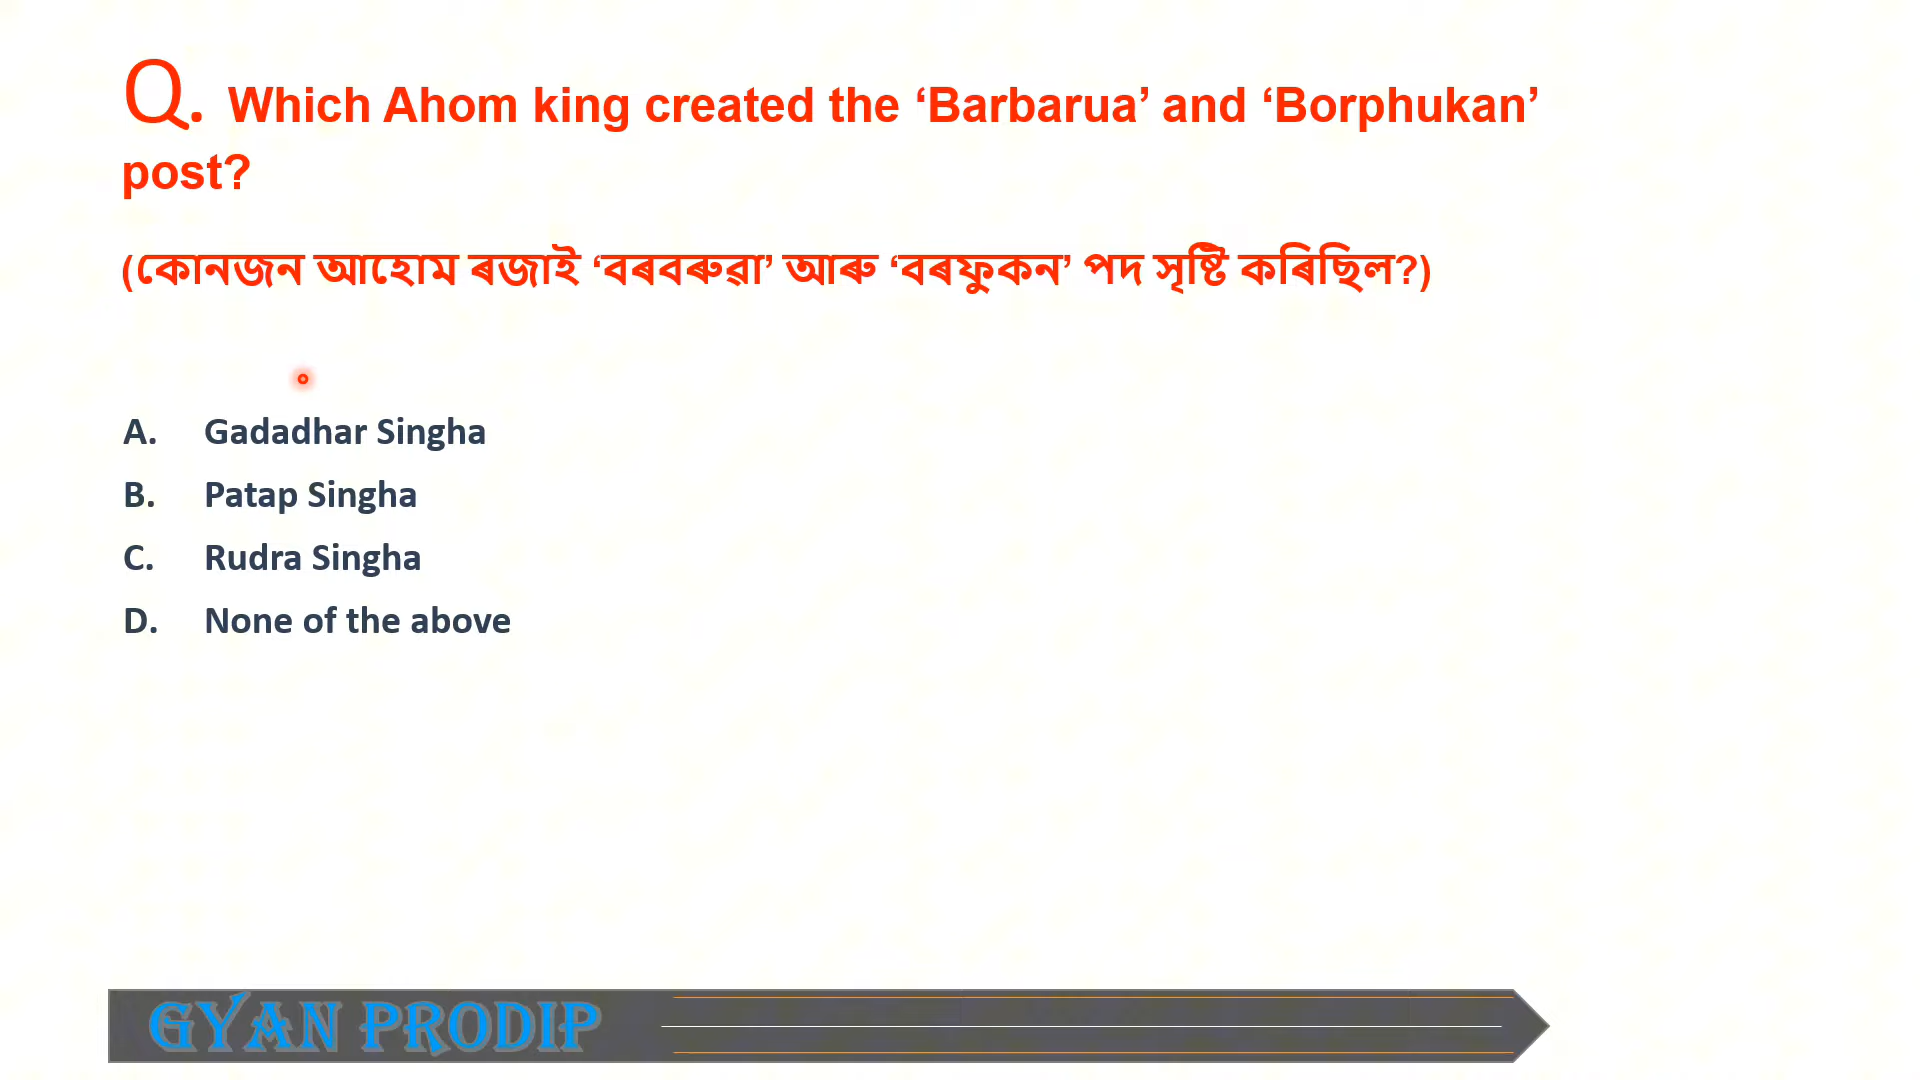 Q. Which Ahom king created the ‘Barbarua’ and ‘Borphukan’
post?
(কোনজন আহোম ৰজাই ‘বৰবৰুৱা’ আৰু ‘বৰফুকন’ পদ সৃষ্টি কৰিছিল?)
A. Gadadhar Singha
B. Patap Singha
C. Rudra Singha
D. None of the above
GYAN PRODIP